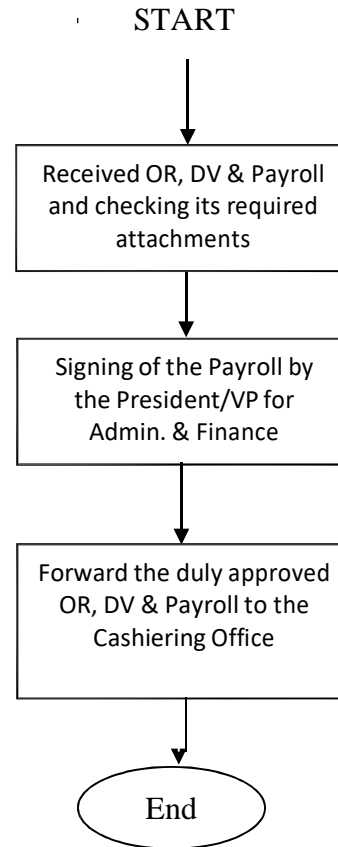 START
Received OR, DV & Payroll
and checking its required
attachments
Signing of the Payroll by
the President/VP for
Admin. & Finance
Forward the duly approved
OR, DV & Payroll to the
Cashiering Office
End